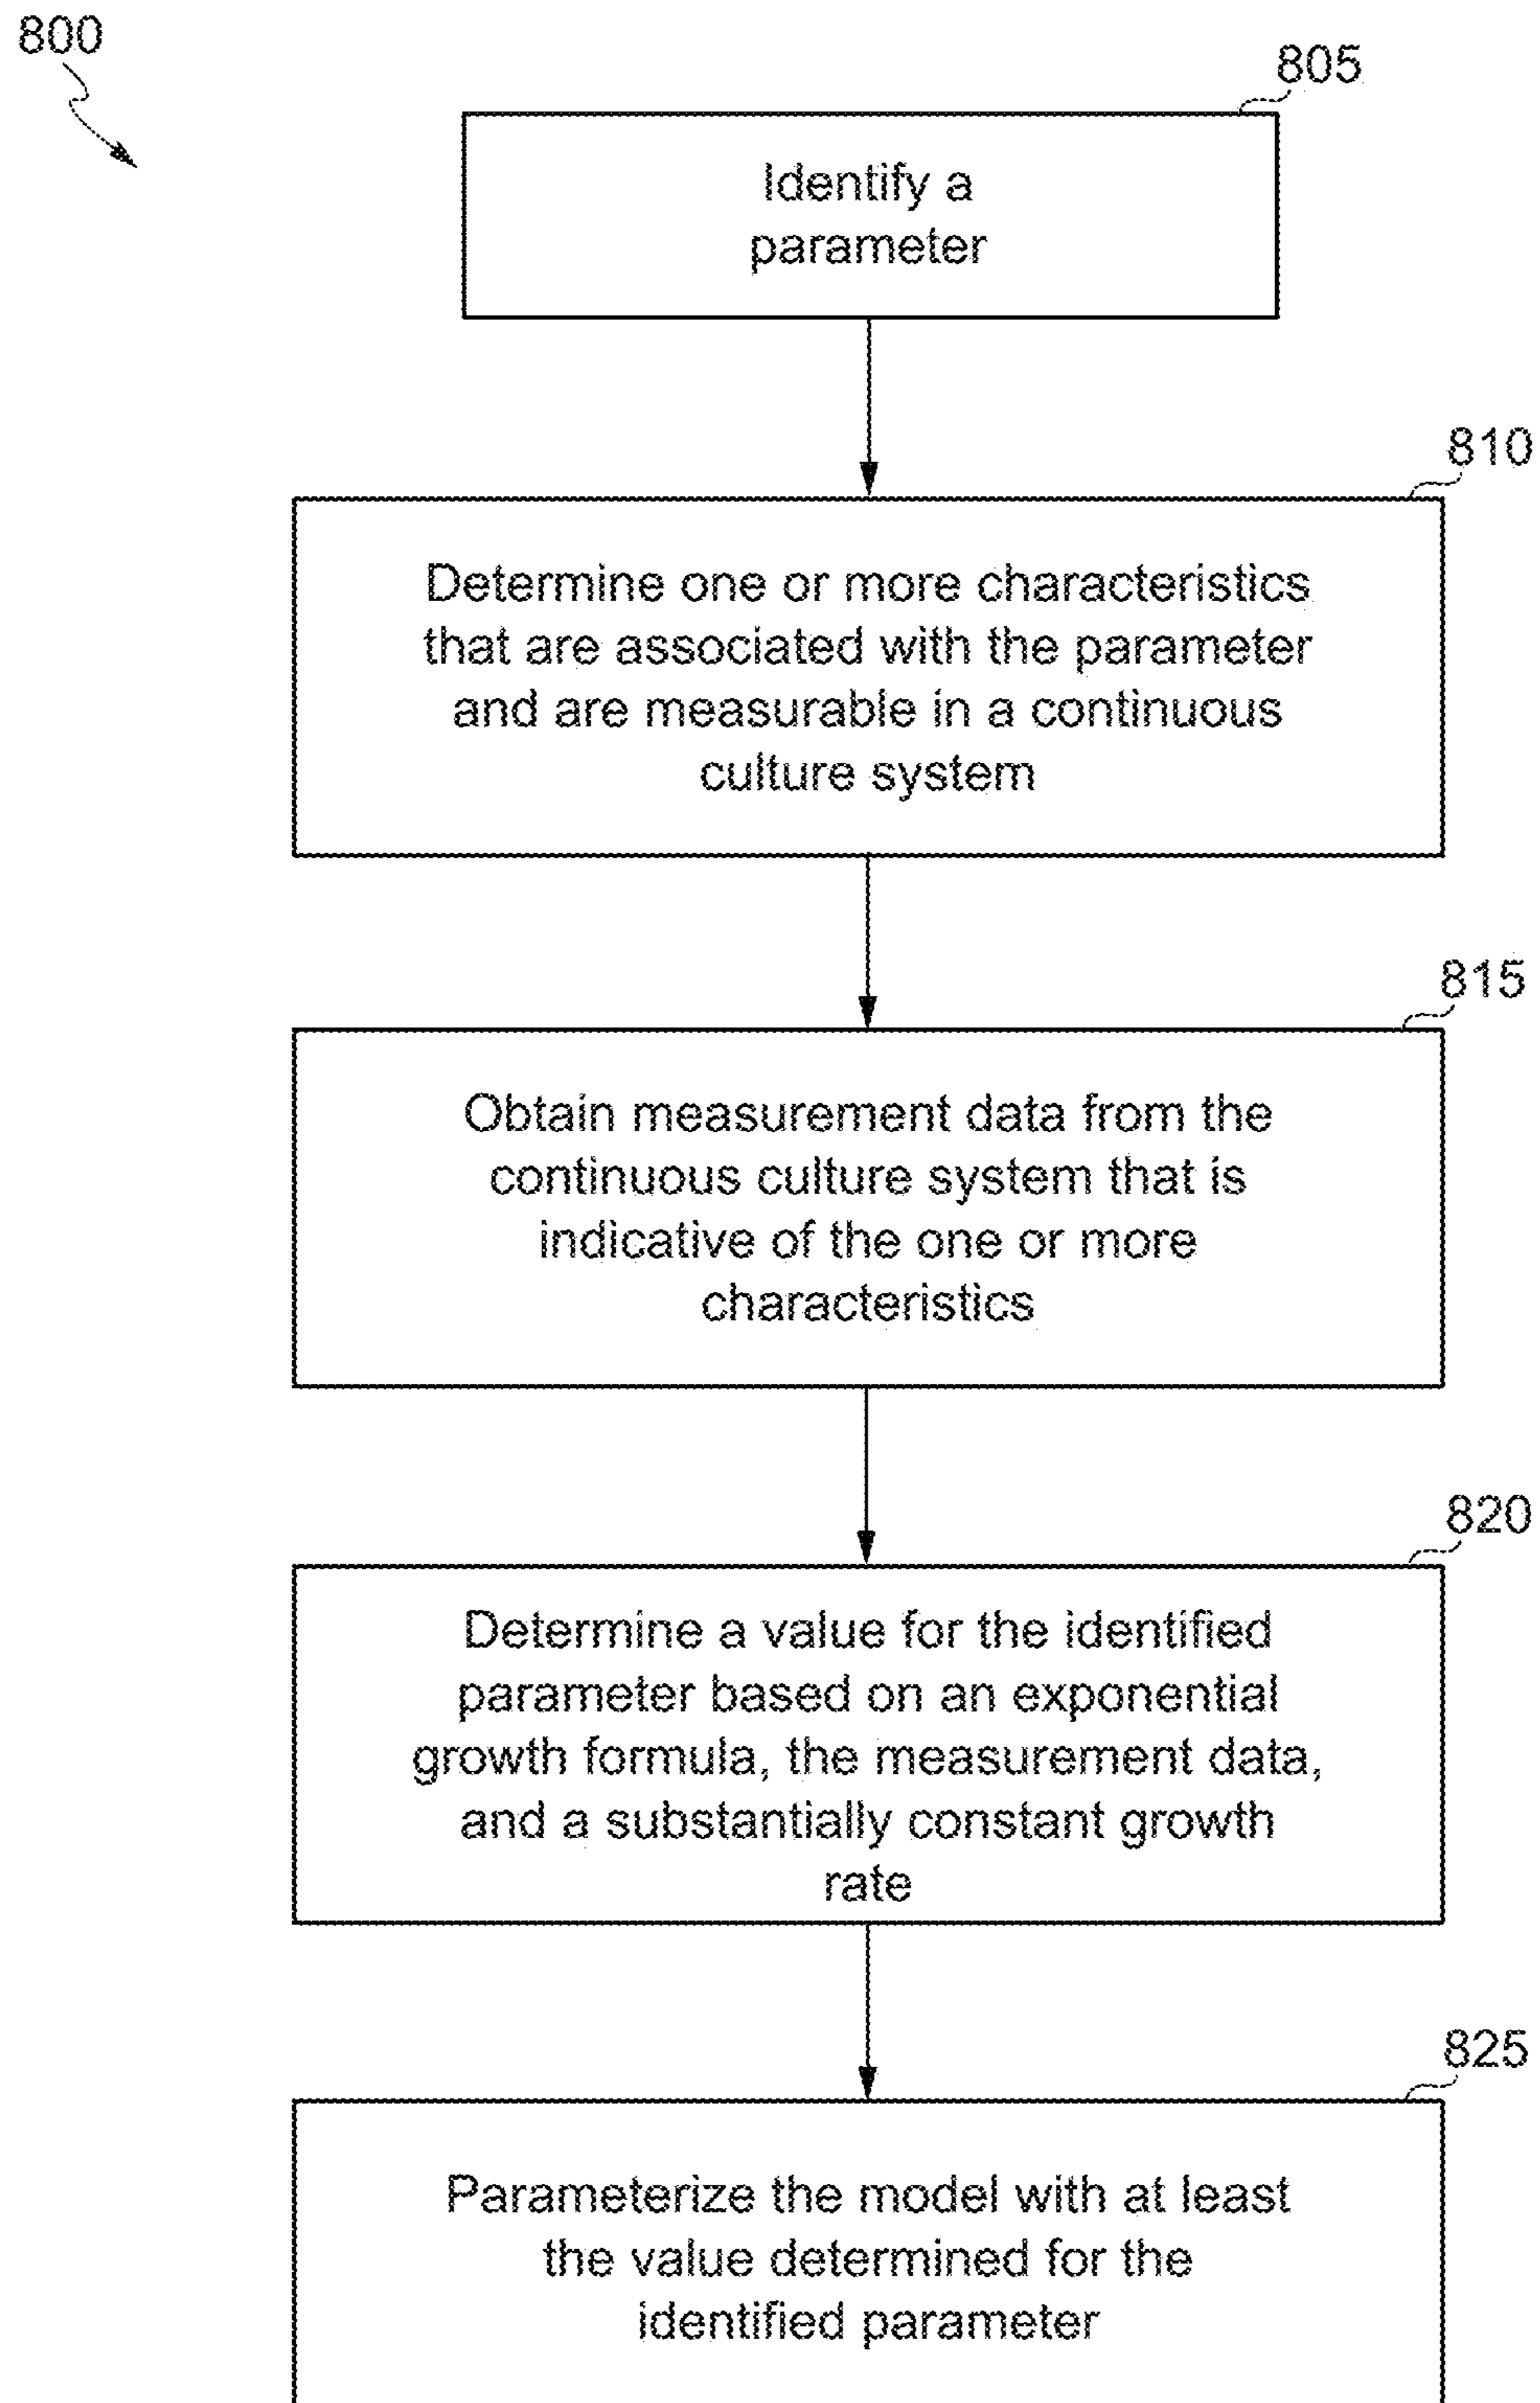 800
805
Identify a
parameter
810
Determine one or more characteristics
that are associated with the parameter
and are measurable in a continuous
culture system
815
Obtain measurement data from the
continuous culture system that is
indicative of the one or more
characteristics
820
Determine a value for the identified
parameter based on an exponential
growth formula, the measurement data,
and a substantially constant growth
rate
825
Parameterize the model with at least
the value determined for the
identified parameter